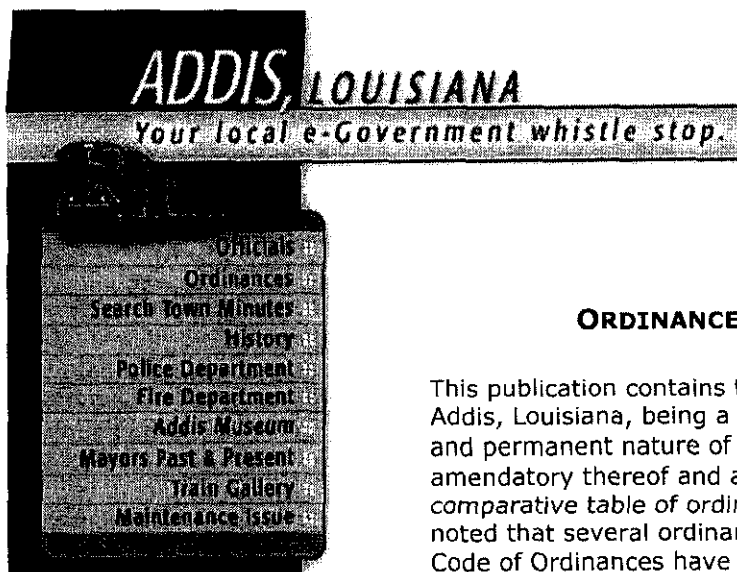 ADDIS, LOUISIANA
Your local e-Government whistle stop.
Officials
Ordinances
Search Town Minutes
History
Police Department
Fire Department
Addis Museum
Mayors Past & Present
Train Gallery
Maintenance Issue
ORDINANCE
This publication contains
Addis, Louisiana, being a
and permanent nature of
amendatory thereof and
comparative table of
noted that several
Code of Ordinances have